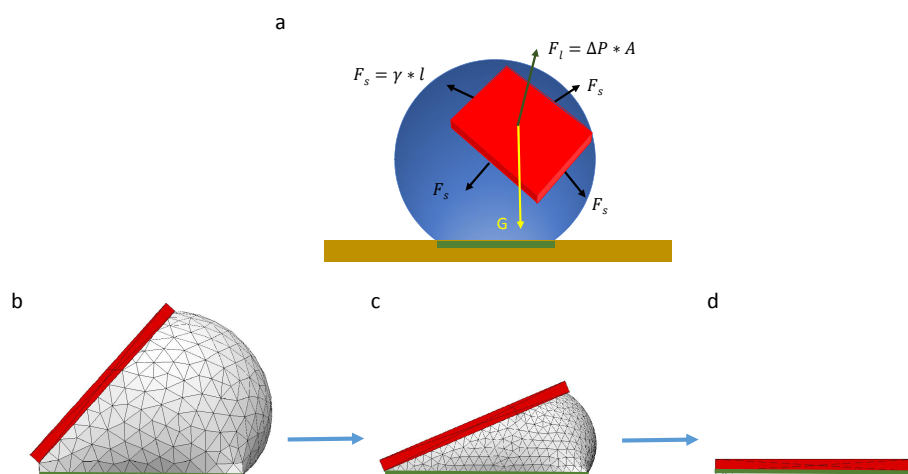 a
F_l = ΔP * A
F_s = γ * l
F_s
F_s
F_s
G
b
c
d